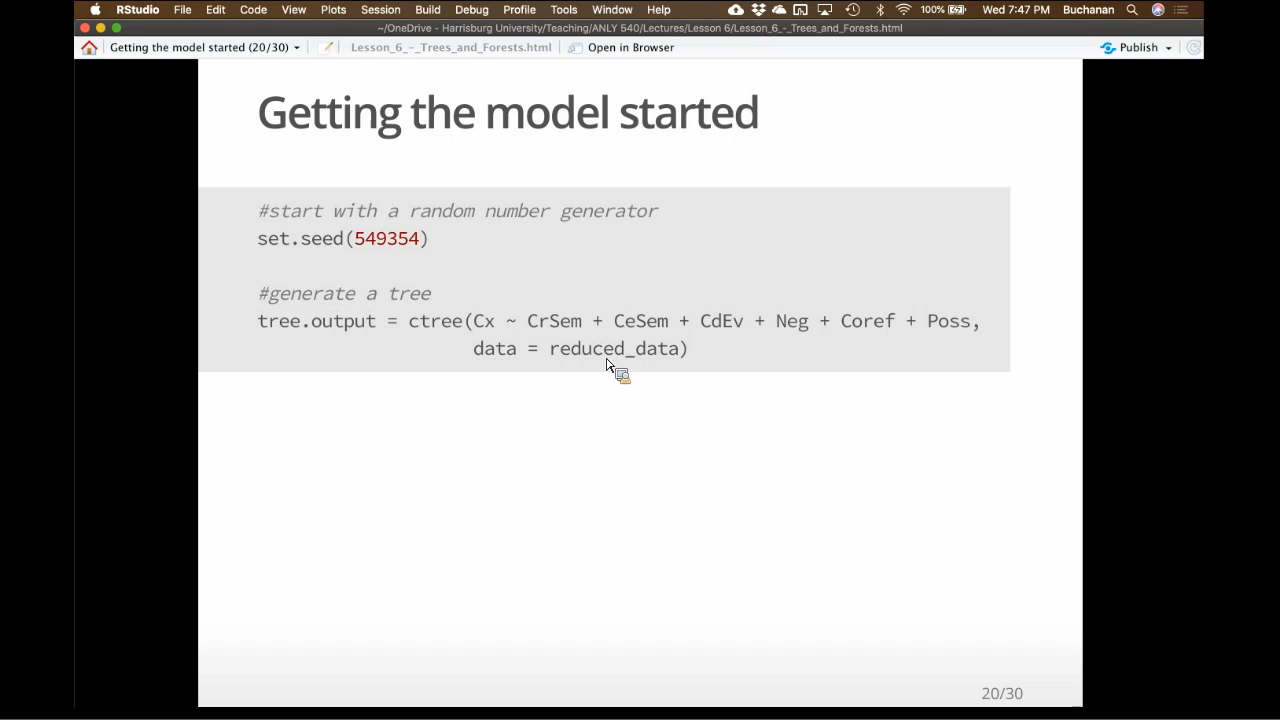 RStudio File Edit Code View Plots Session Build Debug Profile Tools Window Help 100% Wed 7:47 PM Buchanan
~/OneDrive - Harrisburg University/Teaching/ANLY 540/Lectures/Lesson 6/Lesson_6_-_Trees_and_Forests.html
Getting the model started (20/30) Lesson_6_-_Trees_and_Forests.html Open in Browser Publish
Getting the model started
#start with a random number generator
set.seed(549354)
#generate a tree
tree.output = ctree(Cx ~ CrSem + CeSem + CdEv + Neg + Coref + Poss,
data = reduced_data)
20/30